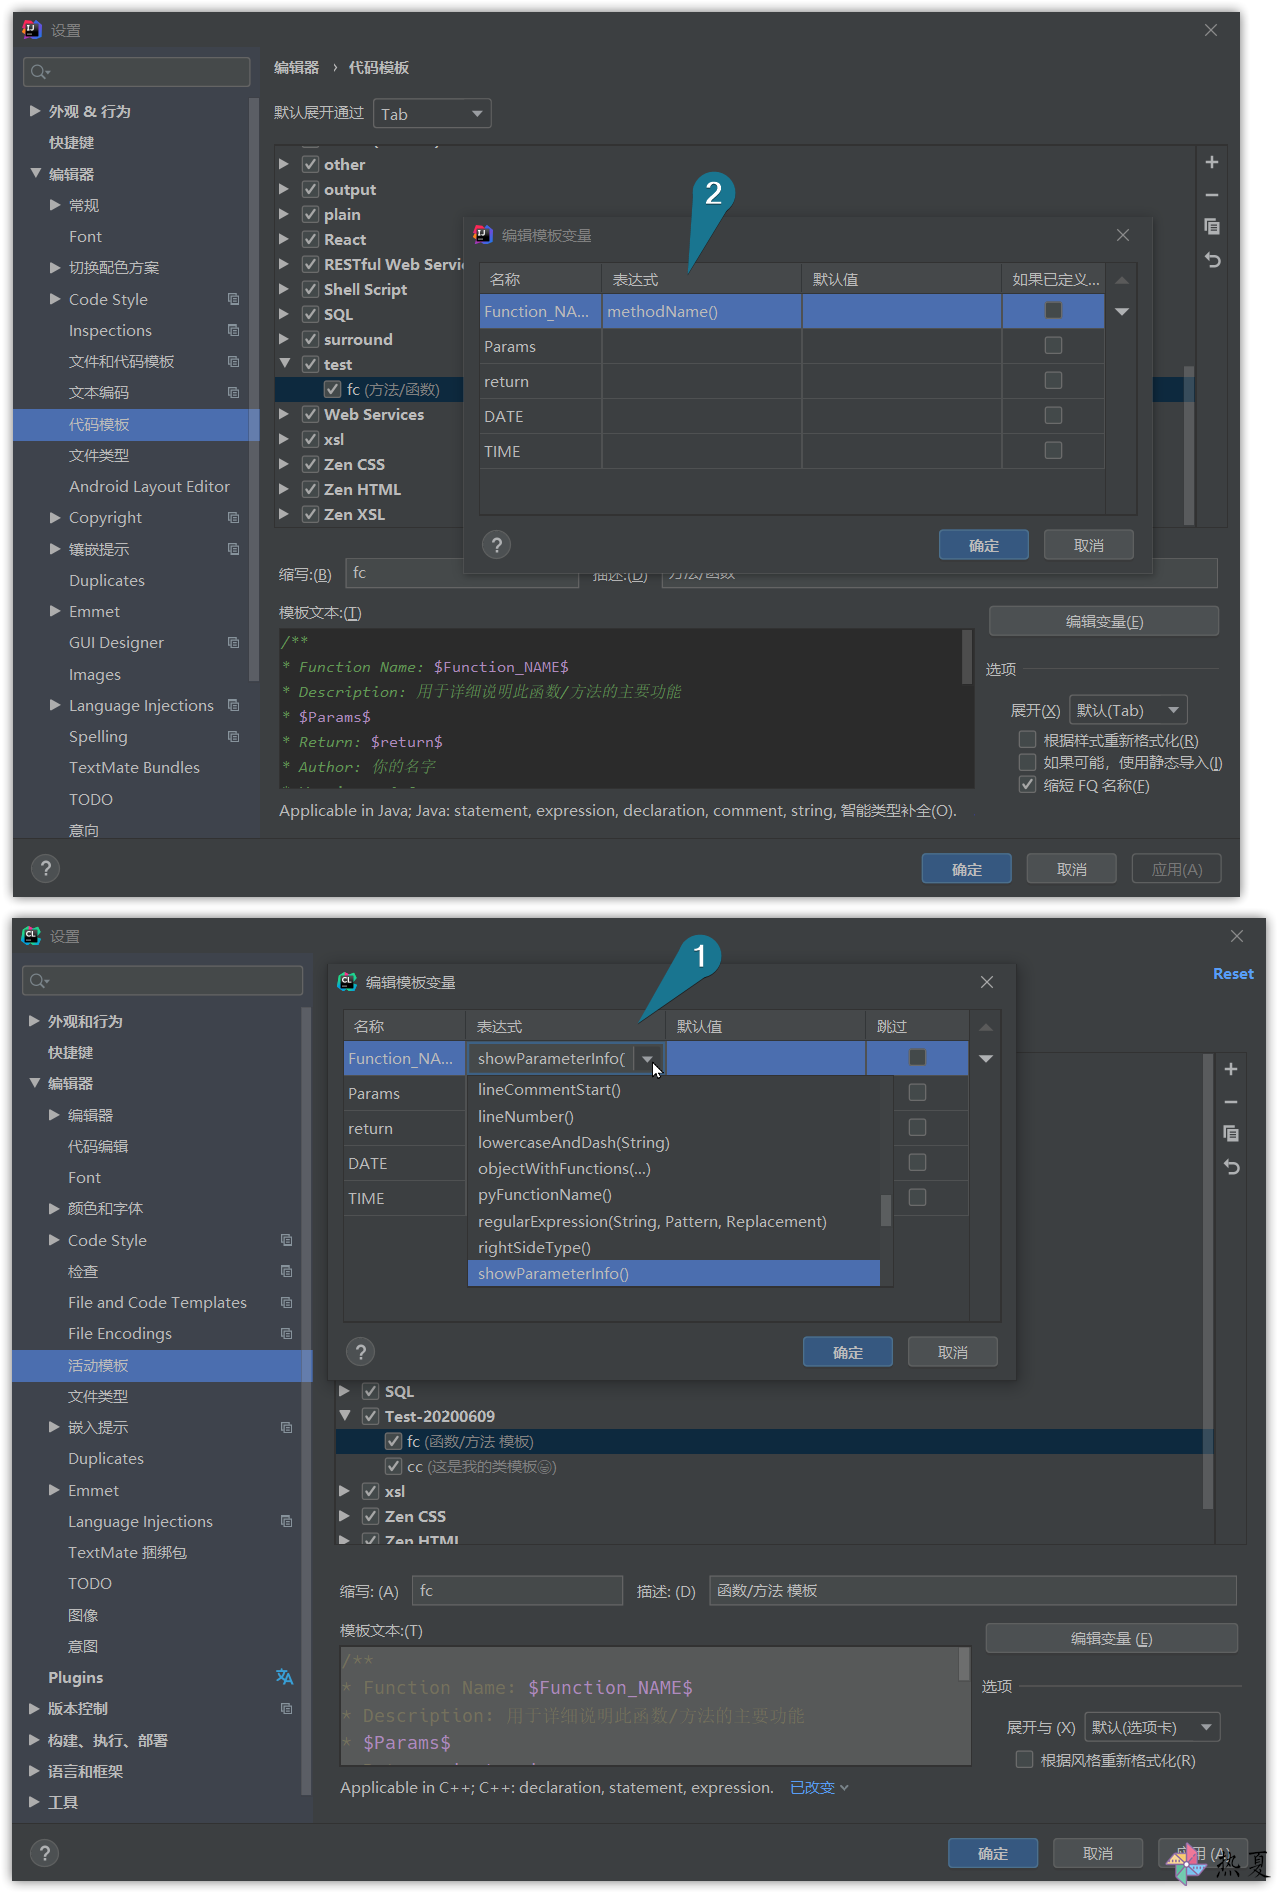 设置
编辑器 › 代码模板
默认展开通过 Tab
外观 & 行为
快捷键
编辑器
常规
Font
切换配色方案
Code Style
Inspections
文件和代码模板
文本编码
代码模板
文件类型
Android Layout Editor
Copyright
镶嵌提示
Duplicates
Emmet
GUI Designer
Images
Language Injections
Spelling
TextMate Bundles
TODO
意向
other
output
plain
React
RESTful Web Servi
Shell Script
SQL
surround
test
fc (方法/函数)
Web Services
xsl
Zen CSS
Zen HTML
Zen XSL
2
编辑模板变量
名称 表达式 默认值 如果已定义...
Function_NA... methodName()
Params
return
DATE
TIME
? 确定 取消
缩写:(B) fc 描述:(D) 方法/函数
模板文本:(T)
编辑变量(E)
/**
* Function Name: $Function_NAME$
* Description: 用于详细说明此函数/方法的主要功能
* $Params$
* Return: $return$
* Author: 你的名字
选项
展开(X) 默认(Tab)
根据样式重新格式化(R)
如果可能，使用静态导入(I)
缩短 FQ 名称(F)
Applicable in Java; Java: statement, expression, declaration, comment, string, 智能类型补全(O).
? 确定 取消 应用(A)
设置
Reset
外观和行为
快捷键
编辑器
编辑器
代码编辑
Font
颜色和字体
Code Style
检查
File and Code Templates
File Encodings
活动模板
文件类型
嵌入提示
Duplicates
Emmet
Language Injections
TextMate 捆绑包
TODO
图像
意图
Plugins
版本控制
构建、执行、部署
语言和框架
工具
1
编辑模板变量
名称 表达式 默认值 跳过
Function_NA... showParameterInfo(
Params
return
DATE
TIME
lineCommentStart()
lineNumber()
lowercaseAndDash(String)
objectWithFunctions(...)
pyFunctionName()
regularExpression(String, Pattern, Replacement)
rightSideType()
showParameterInfo()
? 确定 取消
SQL
Test-20200609
fc (函数/方法 模板)
cc (这是我的类模板😀)
xsl
Zen CSS
Zen HTML
缩写: (A) fc 描述: (D) 函数/方法 模板
模板文本:(T)
编辑变量 (E)
/**
* Function Name: $Function_NAME$
* Description: 用于详细说明此函数/方法的主要功能
* $Params$
选项
展开与 (X) 默认(选项卡)
根据风格重新格式化(R)
Applicable in C++; C++: declaration, statement, expression. 已改变
? 确定 取消 用 (A)
热夏